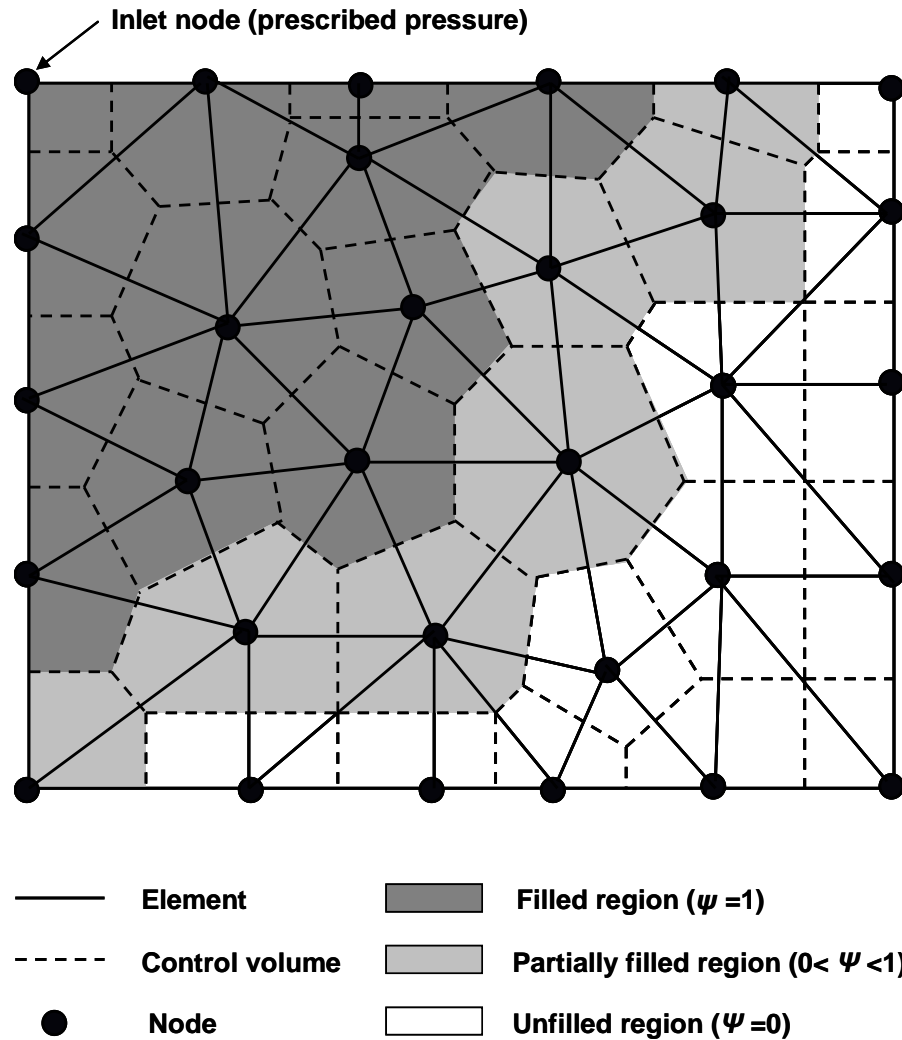 Inlet node (prescribed pressure)
Element
Filled region (ψ =1)
Control volume
Partially filled region (0< Ψ <1)
Node
Unfilled region (Ψ =0)